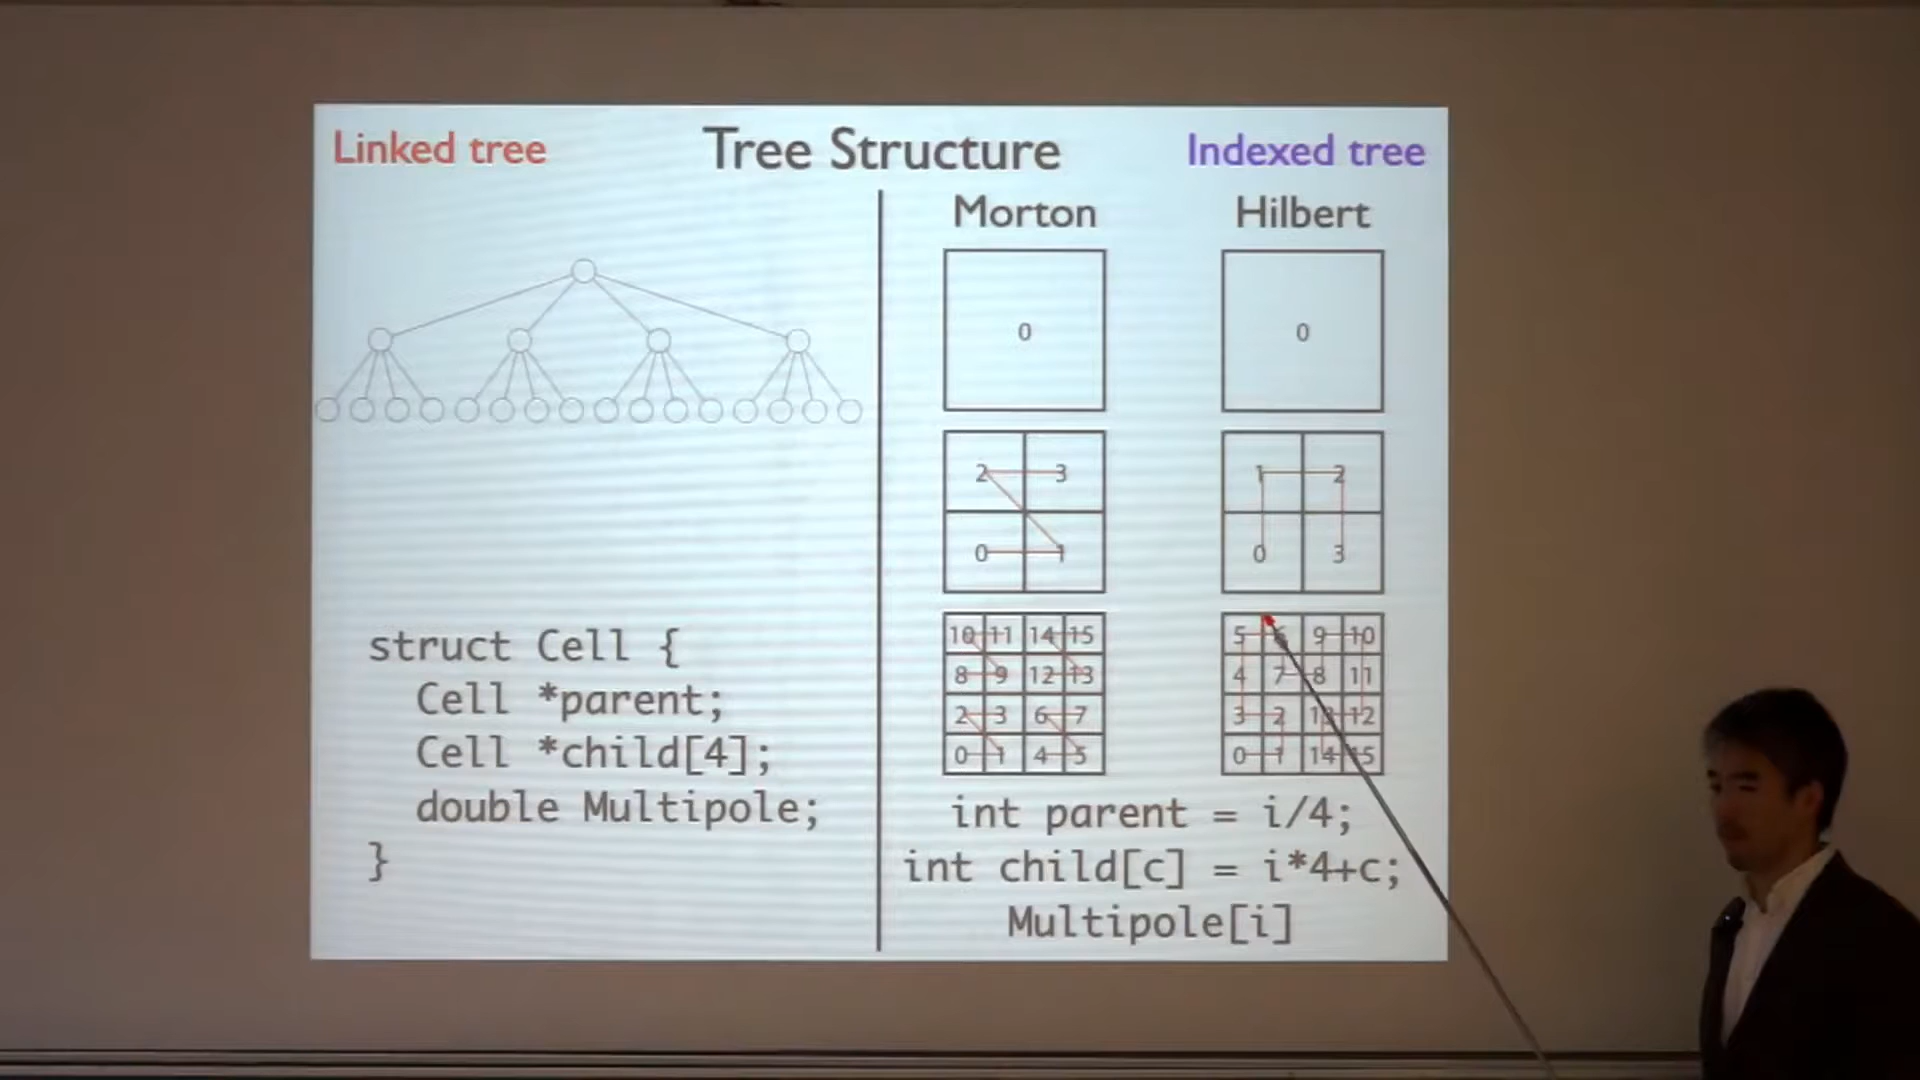 Linked tree
Tree Structure
Indexed tree
struct Cell {
Cell *parent;
Cell *child[4];
double Multipole;
}
Morton
Hilbert
0
0
2 3
0 1
1 2
0 3
10 11 14 15
8 9 12 13
2 3 6 7
0 1 4 5
5 6 9 10
4 7 8 11
3 2 13 12
0 1 14 15
int parent = i/4;
int child[c] = i*4+c;
Multipole[i]